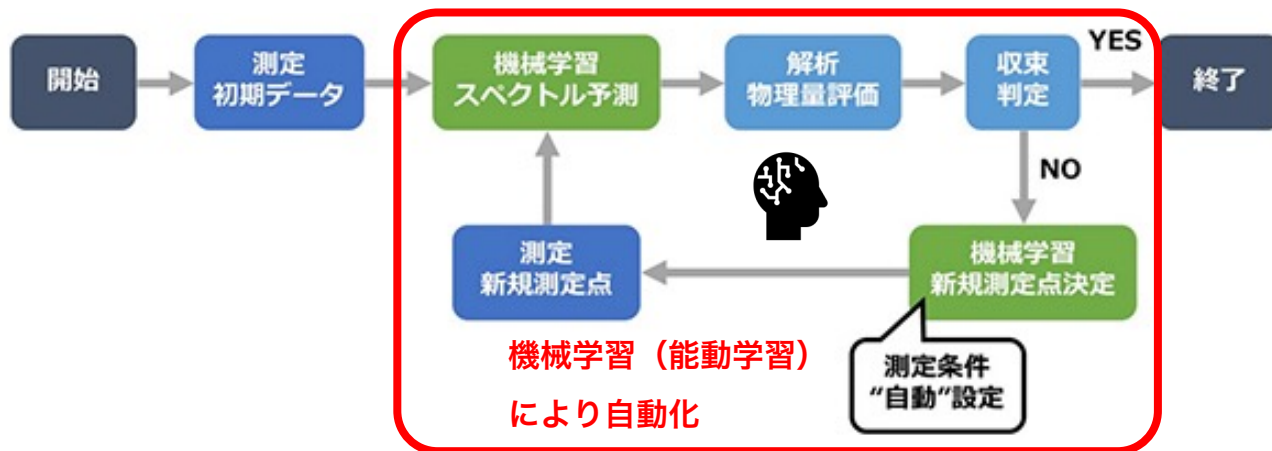 開始
測定
初期データ
機械学習
スペクトル予測
解析
物理量評価
収束
判定
YES
終了
NO
測定
新規測定点
機械学習
新規測定点決定
機械学習（能動学習）
により自動化
測定条件
“自動”設定